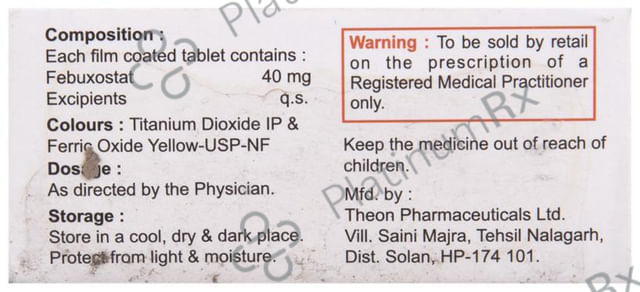 Composition :
Each film coated tablet contains :
Febuxostat 40 mg
Excipients q.s.
Colours : Titanium Dioxide IP &
Ferric Oxide Yellow-USP-NF
Dosage :
As directed by the Physician.
Storage :
Store in a cool, dry & dark place.
Protect from light & moisture.
Warning : To be sold by retail
on the prescription of a
Registered Medical Practitioner
only.
Keep the medicine out of reach of
children.
Mfd. by :
Theon Pharmaceuticals Ltd.
Vill. Saini Majra, Tehsil Nalagarh,
Dist. Solan, HP-174 101.
PlatinumRx